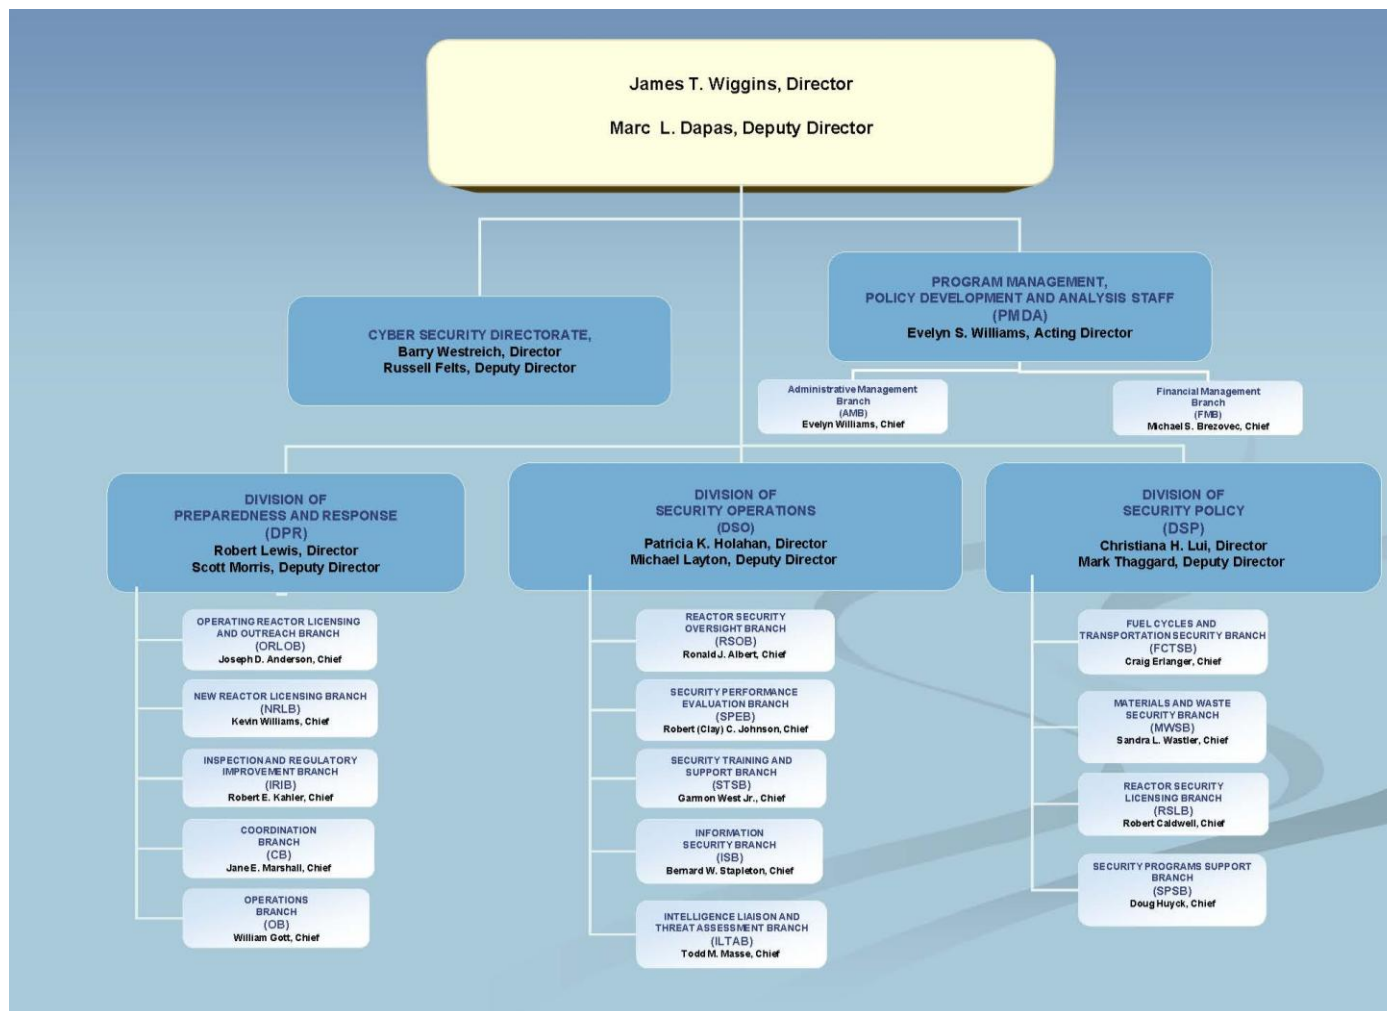 James T. Wiggins, Director
Marc L. Dapas, Deputy Director
CYBER SECURITY DIRECTORATE,
Barry Westreich, Director
Russell Felts, Deputy Director
PROGRAM MANAGEMENT,
POLICY DEVELOPMENT AND ANALYSIS STAFF
(PMDA)
Evelyn S. Williams, Acting Director
Administrative Management
Branch
(AMB)
Evelyn Williams, Chief
Financial Management
Branch
(FMB)
Michael S. Brezovec, Chief
DIVISION OF
PREPAREDNESS AND RESPONSE
(DPR)
Robert Lewis, Director
Scott Morris, Deputy Director
OPERATING REACTOR LICENSING
AND OUTREACH BRANCH
(ORLOB)
Joseph D. Anderson, Chief
NEW REACTOR LICENSING BRANCH
(NRLB)
Kevin Williams, Chief
INSPECTION AND REGULATORY
IMPROVEMENT BRANCH
(IRIB)
Robert E. Kahler, Chief
COORDINATION
BRANCH
(CB)
Jane E. Marshall, Chief
OPERATIONS
BRANCH
(OB)
William Gott, Chief
DIVISION OF
SECURITY OPERATIONS
(DSO)
Patricia K. Holahan, Director
Michael Layton, Deputy Director
REACTOR SECURITY
OVERSIGHT BRANCH
(RSOB)
Ronald J. Albert, Chief
SECURITY PERFORMANCE
EVALUATION BRANCH
(SPEB)
Robert (Clay) C. Johnson, Chief
SECURITY TRAINING AND
SUPPORT BRANCH
(STSB)
Garmon West Jr., Chief
INFORMATION
SECURITY BRANCH
(ISB)
Bernard W. Stapleton, Chief
INTELLIGENCE LIAISON AND
THREAT ASSESSMENT BRANCH
(ILTAB)
Todd M. Masse, Chief
DIVISION OF
SECURITY POLICY
(DSP)
Christiana H. Lui, Director
Mark Thaggard, Deputy Director
FUEL CYCLES AND
TRANSPORTATION SECURITY BRANCH
(FCTSB)
Craig Erlanger, Chief
MATERIALS AND WASTE
SECURITY BRANCH
(MWSB)
Sandra L. Wastler, Chief
REACTOR SECURITY
LICENSING BRANCH
(RSLB)
Robert Caldwell, Chief
SECURITY PROGRAMS SUPPORT
BRANCH
(SPSB)
Doug Huyck, Chief